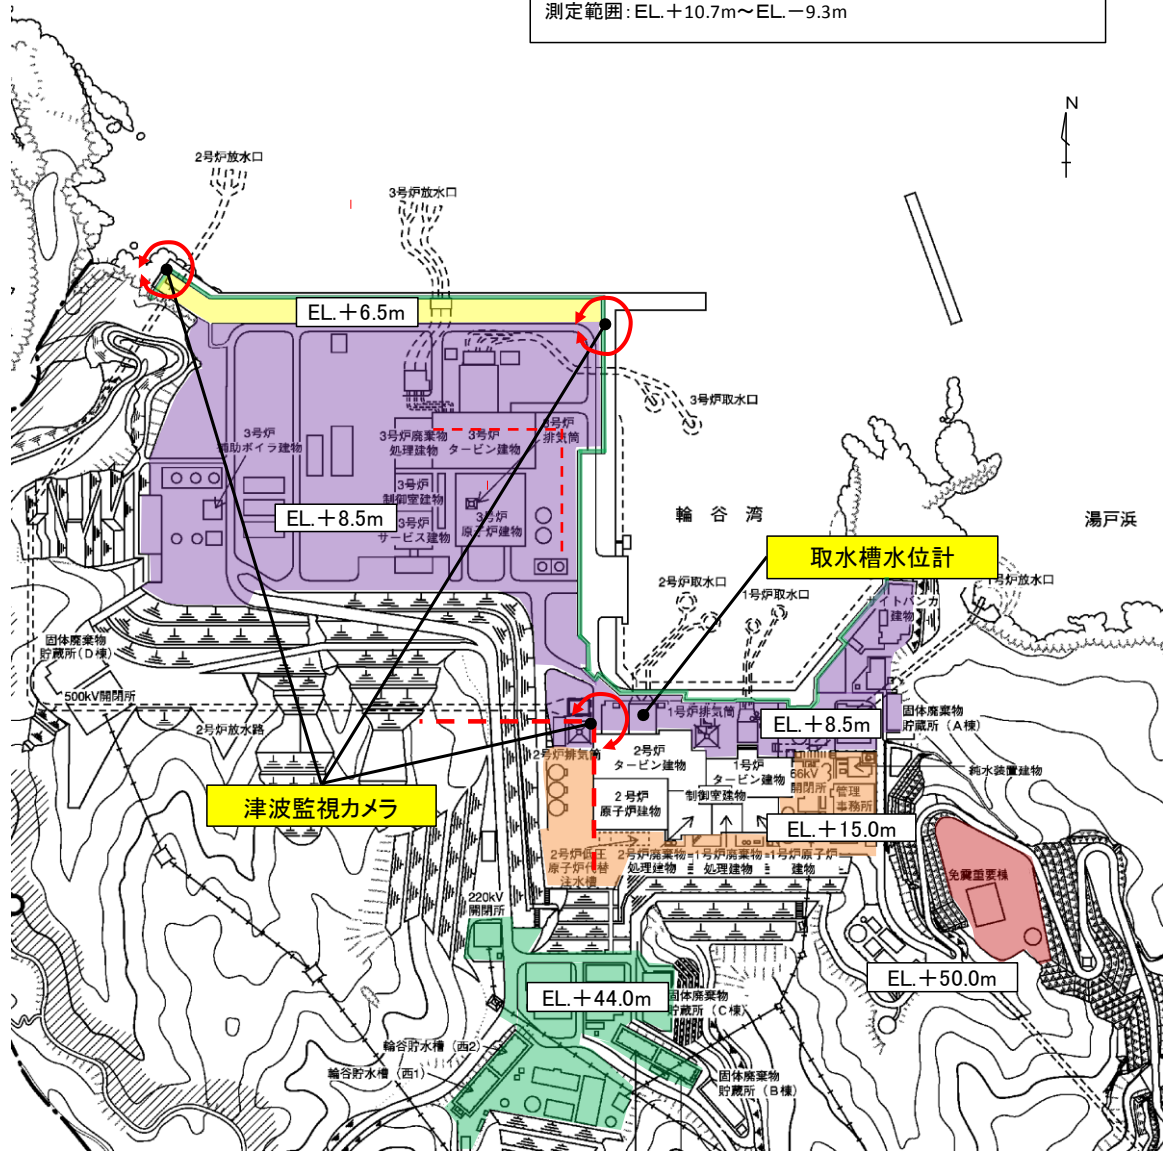 測定範囲:EL.+10.7m～EL.－9.3m
N
2号炉放水口
3号炉放水口
EL.＋6.5m
3号炉取水口
3号炉
補助ボイラ建物
3号炉廃棄物
処理建物
3号炉
タービン建物
3号炉
排気筒
3号炉
制御室建物
EL.＋8.5m
3号炉
サービス建物
3号炉
原子炉建物
輪谷湾
湯戸浜
取水槽水位計
2号炉取水口
1号炉取水口
1号炉放水口
サイトバンカ
建物
固体廃棄物
貯蔵所(D棟)
500kV開閉所
2号炉放水路
1号炉排気筒
EL.＋8.5m
固体廃棄物
貯蔵所（A棟）
2号炉排気筒
2号炉
タービン建物
1号炉
タービン建物
66kV
開閉所
純水装置建物
管理
事務所
津波監視カメラ
2号炉
原子炉建物
制御室建物
EL.＋15.0m
2号炉低圧
原子炉代替
注水槽
2号炉廃棄物
処理建物
1号炉廃棄物
処理建物
1号炉原子炉
建物
免震重要棟
220kV
開閉所
EL.＋50.0m
EL.＋44.0m
固体廃棄物
貯蔵所（C棟）
輪谷貯水槽（西2）
輪谷貯水槽（西1）
固体廃棄物
貯蔵所（B棟）